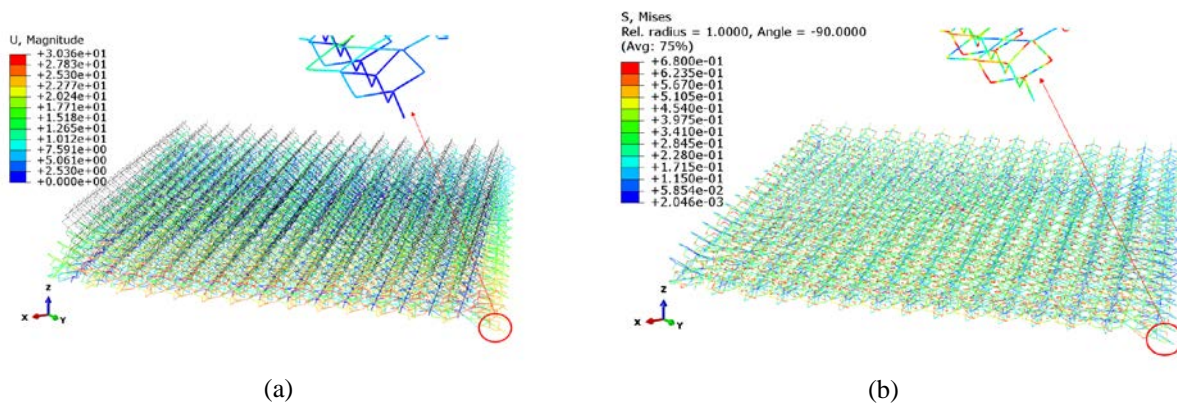 U, Magnitude
+3.036e+01
+2.783e+01
+2.530e+01
+2.277e+01
+2.024e+01
+1.771e+01
+1.518e+01
+1.265e+01
+1.012e+01
+7.591e+00
+5.061e+00
+2.530e+00
+0.000e+00
Z
X
Y
(a)
S, Mises
Rel. radius = 1.0000, Angle = -90.0000
(Avg: 75%)
+6.800e-01
+6.235e-01
+5.670e-01
+5.105e-01
+4.540e-01
+3.975e-01
+3.410e-01
+2.845e-01
+2.280e-01
+1.715e-01
+1.150e-01
+5.854e-02
+2.046e-03
Z
X
Y
(b)